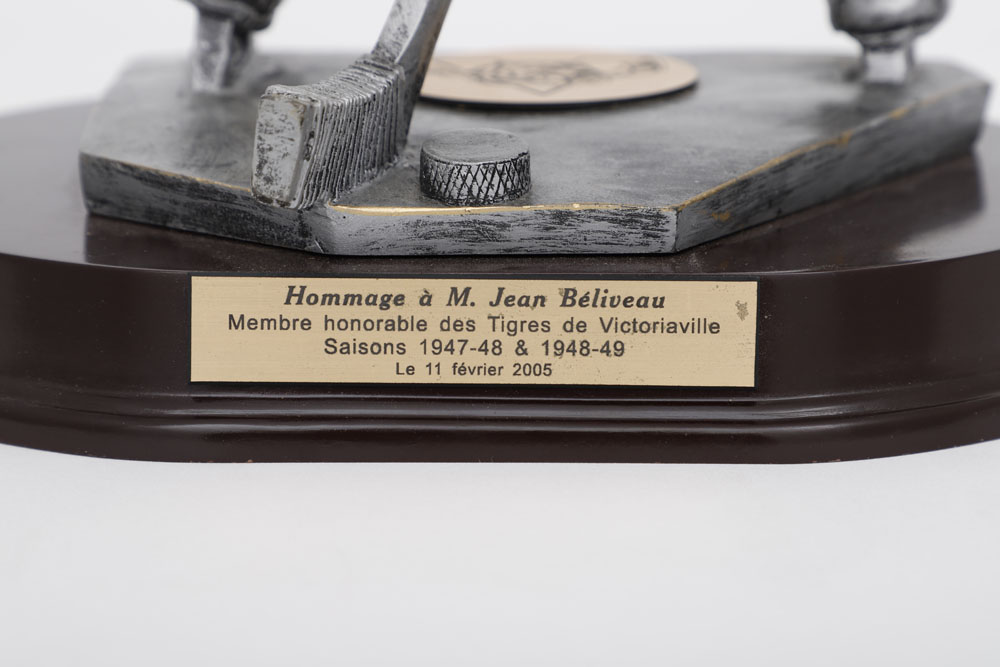 Hommage à M. Jean Béliveau
Membre honorable des Tigres de Victoriaville
Saisons 1947-48 & 1948-49
Le 11 février 2005